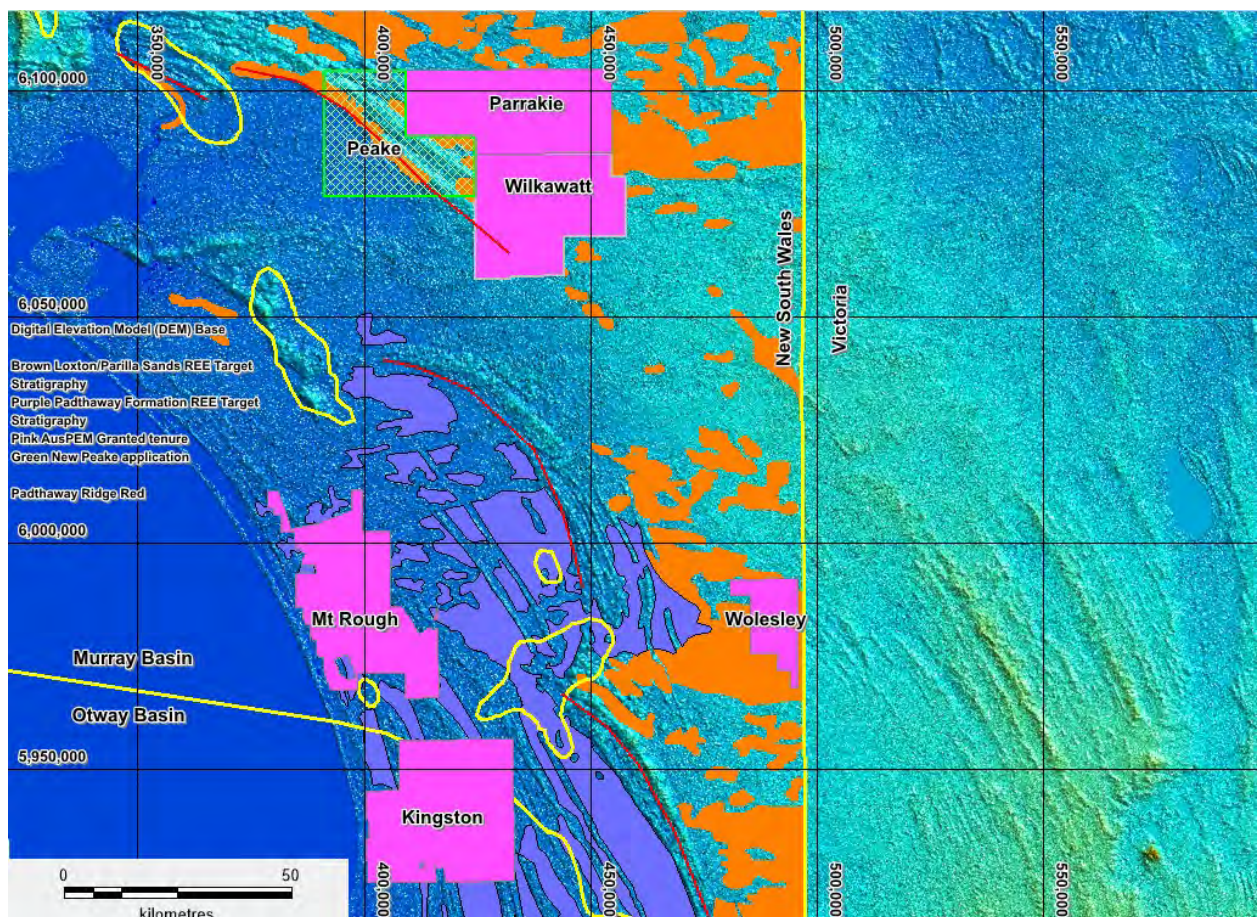 350,000
400,000
450,000
500,000
550,000
6,100,000
Parrakie
Peake
Wilkawatt
New South Wales
Victoria
6,050,000
Digital Elevation Model (DEM) Base
Brown Loxton/Parilla Sands REE Target
Stratigraphy
Purple Padthaway Formation REE Target
Stratigraphy
Pink AusPEM Granted tenure
Green New Peake application
Padthaway Ridge Red
6,000,000
Mt Rough
Wolesley
Murray Basin
Otway Basin
5,950,000
Kingston
0 50
kilometres
400,000
450,000
500,000
550,000